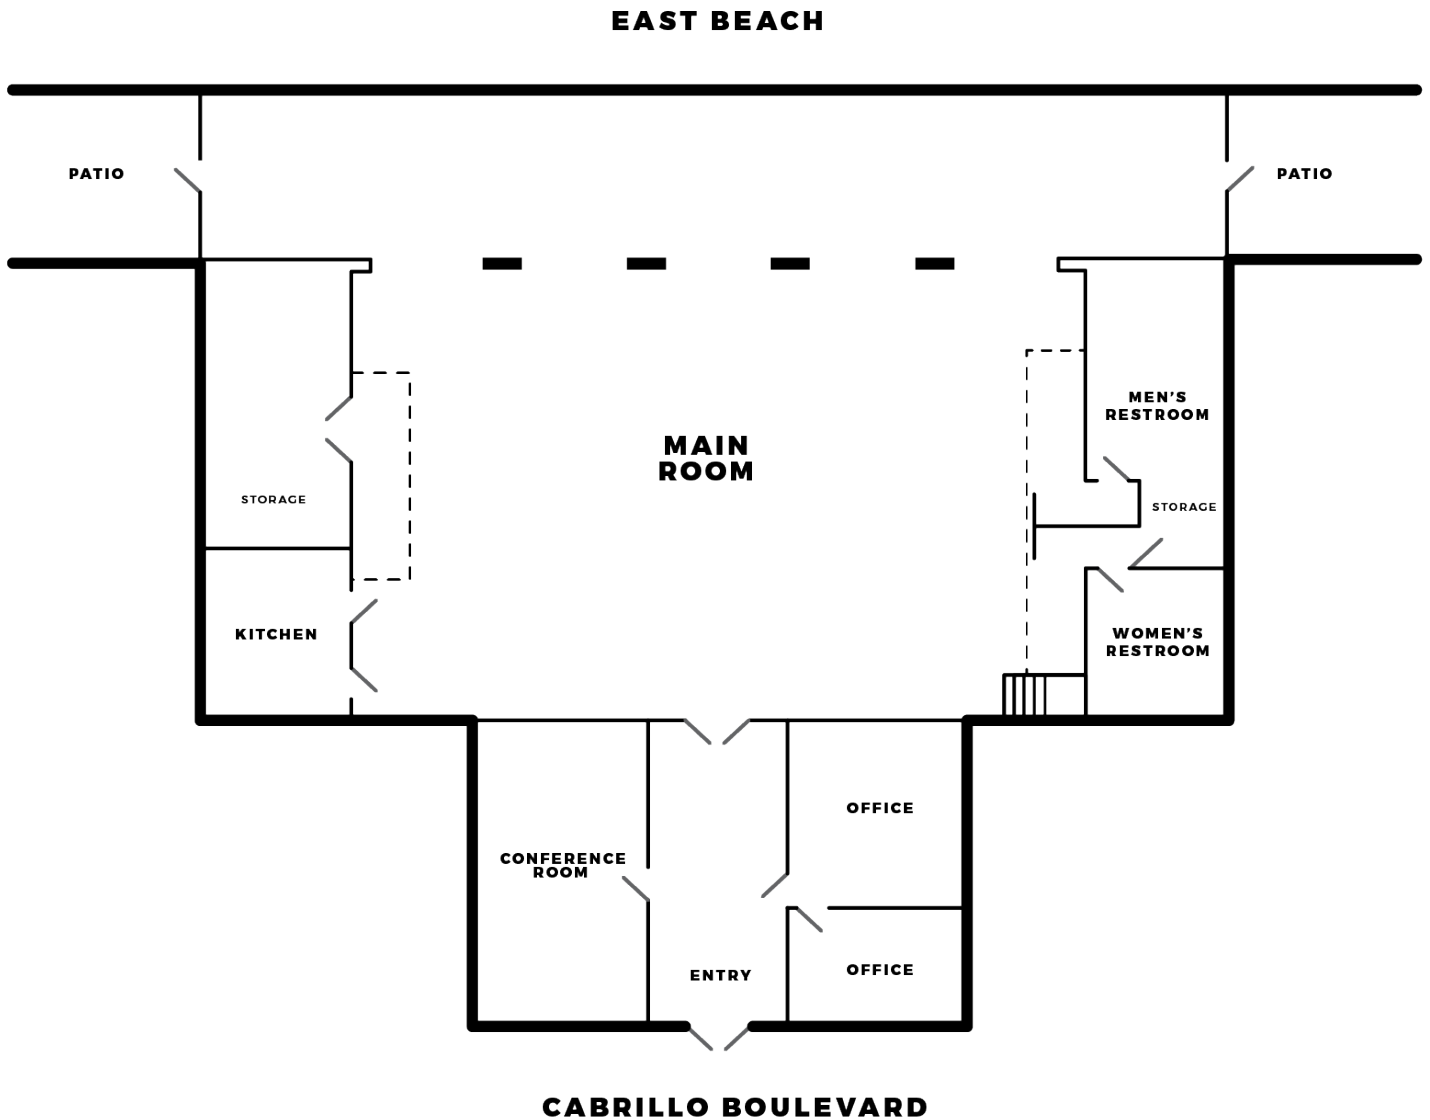 EAST BEACH
PATIO
PATIO
MEN'S
RESTROOM
MAIN
ROOM
STORAGE
STORAGE
KITCHEN
WOMEN'S
RESTROOM
OFFICE
CONFERENCE
ROOM
ENTRY
OFFICE
CABRILLO BOULEVARD